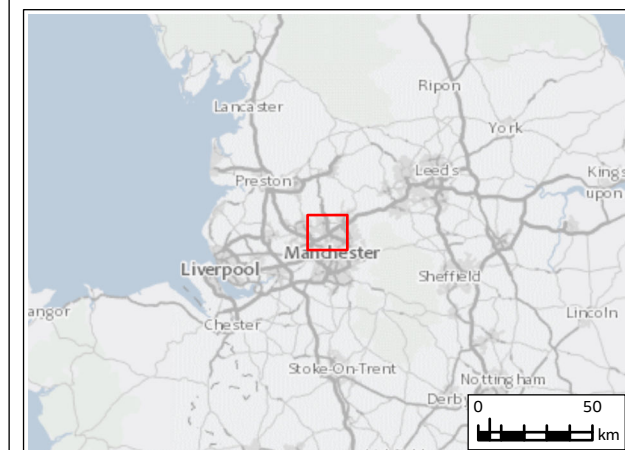 Ripon
Lancaster
York
Leeds
Preston
Kings
upon
Manchester
Liverpool
Sheffield
angor
Lincoln
Chester
Stoke-On-Trent
Nottingham
Derb
0 50
km